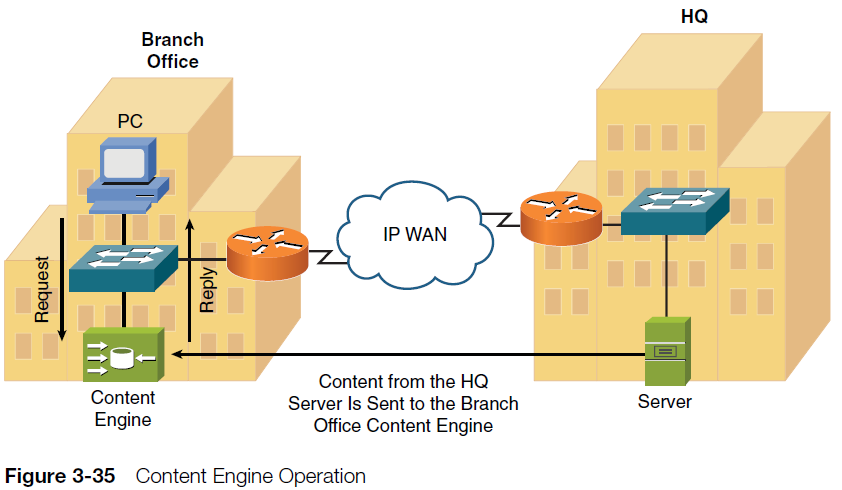 HQ
Branch
Office
PC
IP WAN
Request
Reply
Content
Engine
Content from the HQ
Server Is Sent to the Branch
Office Content Engine
Server
Figure 3-35 Content Engine Operation